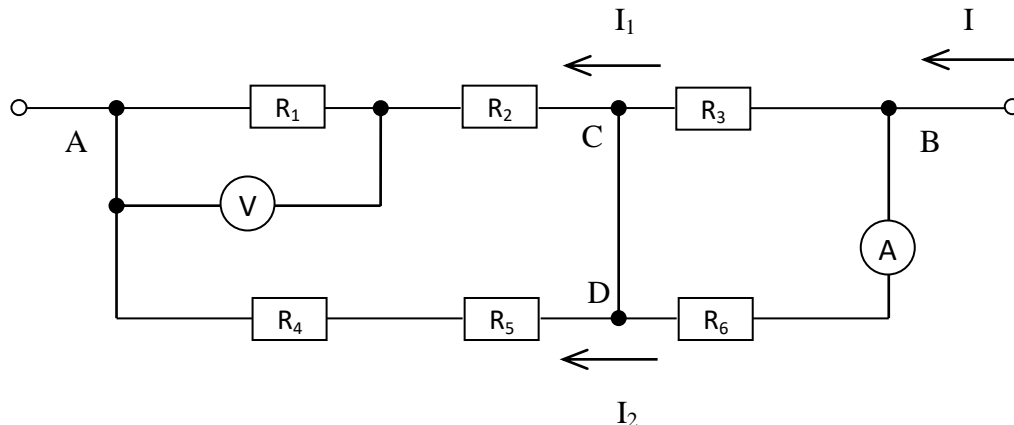 I₁ I
R₁ R₂ R₃
A C B
V
A
D
R₄ R₅ R₆
I₂